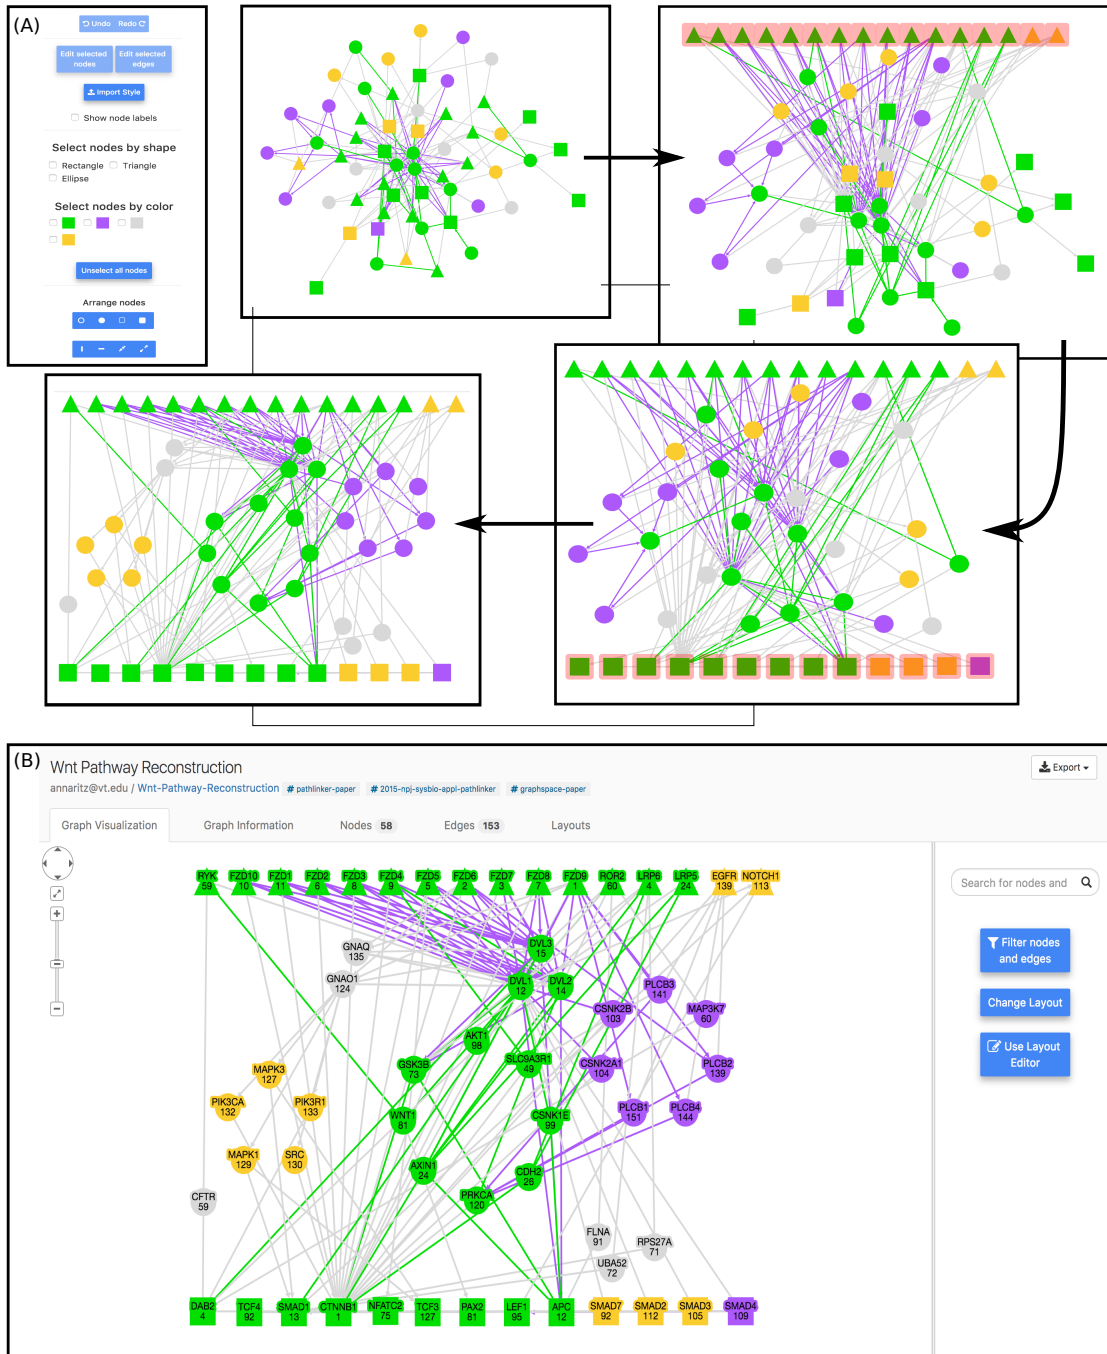 (A)
Undo Redo
Edit selected nodes
Edit selected edges
Import Style
Show node labels
Select nodes by shape
Rectangle Triangle
Ellipse
Select nodes by color
Unselect all nodes
Arrange nodes
(B)
Wnt Pathway Reconstruction
Export
annaritz@vt.edu / Wnt-Pathway-Reconstruction # pathlinker-paper # 2015-npj-sysbio-appl-pathlinker # graphspace-paper
Graph Visualization Graph Information Nodes 58 Edges 153 Layouts
RYK FZD10 FZD1 FZD2 FZD3 FZD4 FZD5 FZD6 FZD7 FZD8 FZD9 ROR2 LRP6 LRP5 EGFR NOTCH1
59 10 11 6 8 9 5 2 3 7 1 60 4 24 139 113
Search for nodes and
Filter nodes and edges
Change Layout
Use Layout Editor
GNAQ
135
DVL3
15
GNAO1
124
DVL1
12
DVL2
14
PLCB3
141
CSNK2B
103
MAP3K7
60
AKT1
98
SLC9A3R1
49
GSK3B
73
CSNK2A1
104
PLCB2
139
MAPK3
127
PIK3CA
132
PIK3R1
133
WNT1
81
CSNK1E
99
PLCB1
151
PLCB4
144
MAPK1
129
SRC
130
AXIN1
24
CDH2
26
CFTR
59
PRKCA
120
FLNA
91
RPS27A
71
UBA52
72
DAB2 TCF4 SMAD1 CTNNB1 NFATC2 TCF3 PAX2 LEF1 APC SMAD7 SMAD2 SMAD3 SMAD4
4 92 13 1 75 127 81 95 12 92 112 105 109